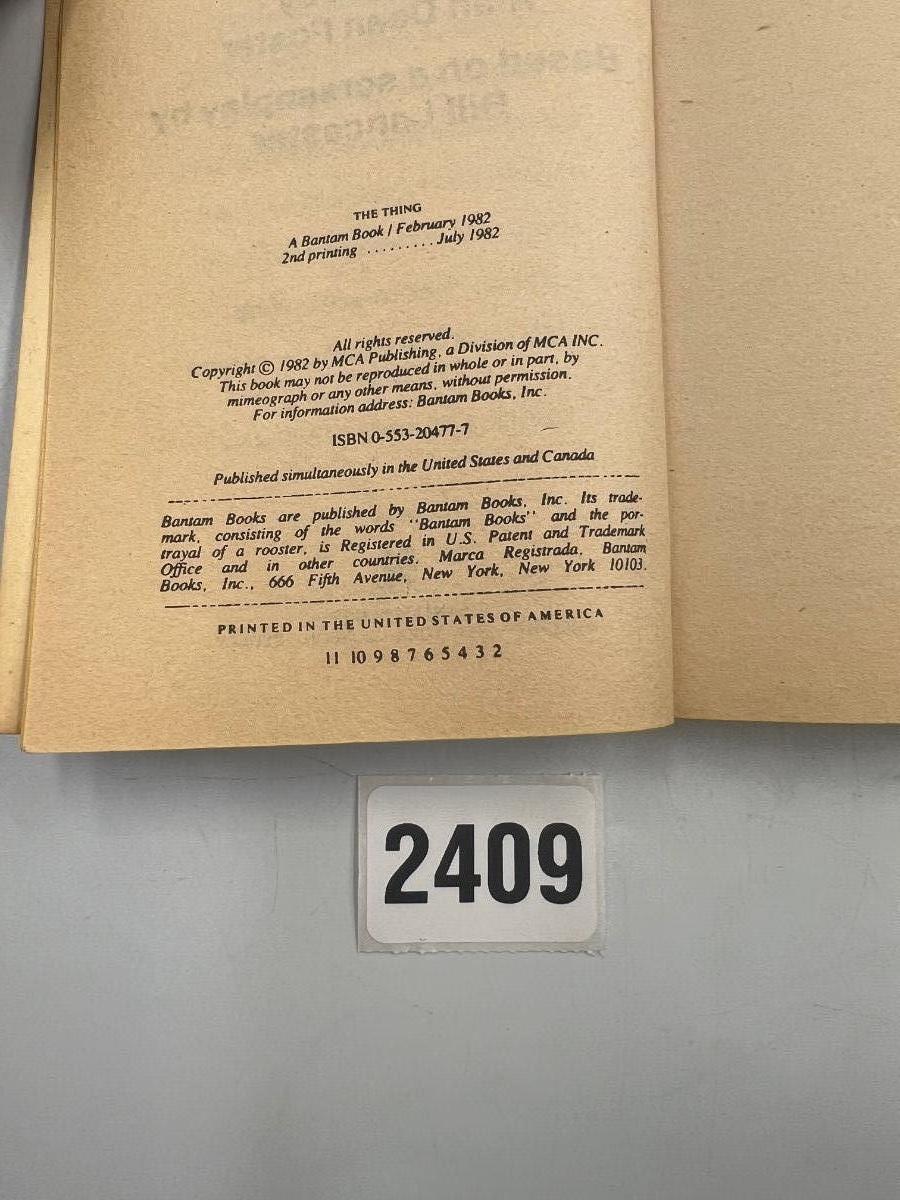 THE THING
A Bantam Book / February 1982
2nd printing ......... July 1982
All rights reserved.
Copyright © 1982 by MCA Publishing, a Division of MCA INC.
This book may not be reproduced in whole or in part, by
mimeograph or any other means, without permission.
For information address: Bantam Books, Inc.
ISBN 0-553-20477-7
Published simultaneously in the United States and Canada
Bantam Books are published by Bantam Books, Inc. Its trade-
mark, consisting of the words "Bantam Books" and the por-
trayal of a rooster, is Registered in U.S. Patent and Trademark
Office and in other countries. Marca Registrada, Bantam
Books, Inc., 666 Fifth Avenue, New York, New York 10103.
PRINTED IN THE UNITED STATES OF AMERICA
11 10 9 8 7 6 5 4 3 2
2409